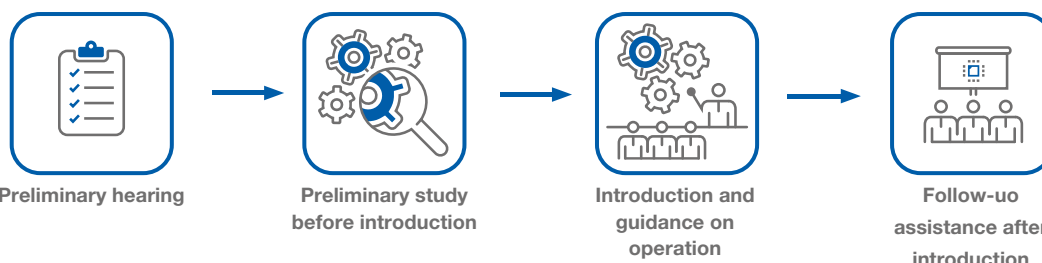 Preliminary hearing
Preliminary study
before introduction
Introduction and
guidance on
operation
Follow-uo
assistance after
introduction